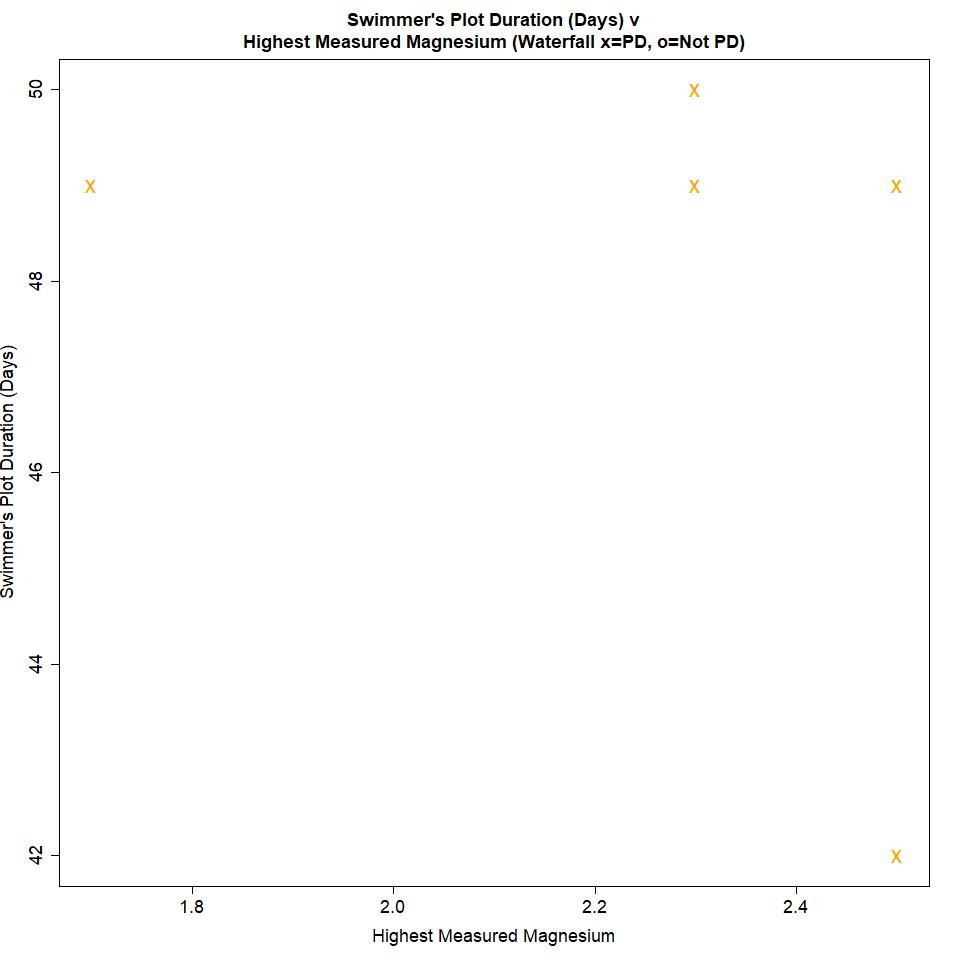 Swimmer's Plot Duration (Days) v
Highest Measured Magnesium (Waterfall x=PD, o=Not PD)
Swimmer's Plot Duration (Days)
50
48
46
44
42
X
X
X
X
X
1.8
2.0
2.2
2.4
Highest Measured Magnesium